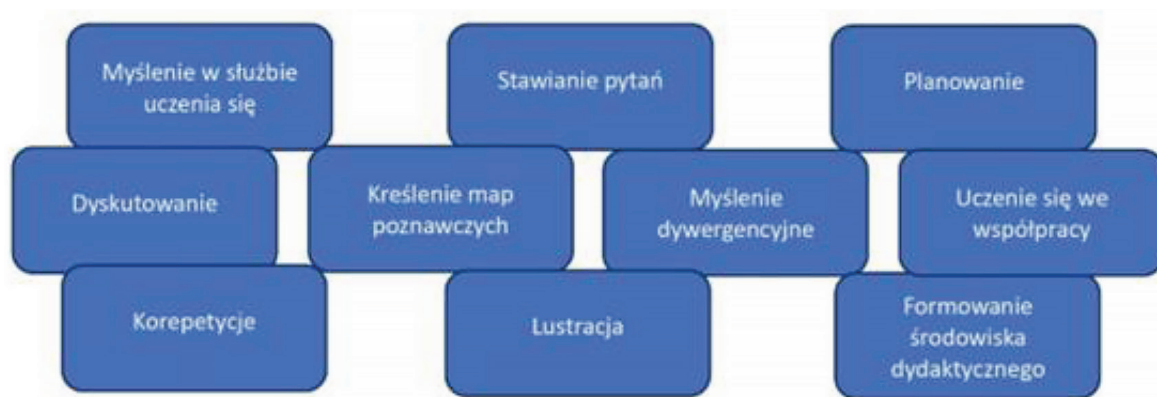 Myślenie w służbie
uczenia się
Stawianie pytań
Planowanie
Dyskutowanie
Kreślenie map
poznawczych
Myślenie
dywergencyjne
Uczenie się we
współpracy
Korepetycje
Lustracja
Formowanie
środowiska
dydaktycznego